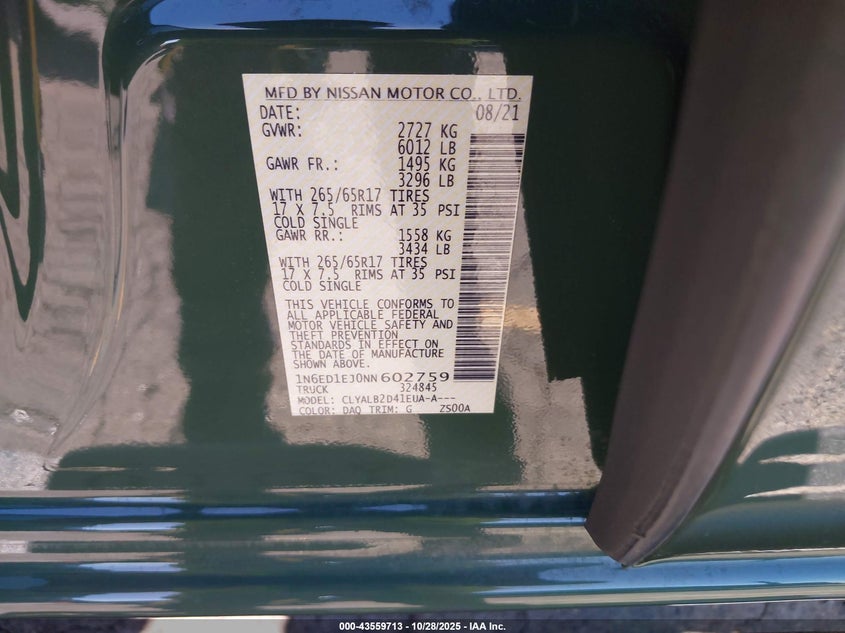 MFD BY NISSAN MOTOR CO., LTD.
DATE: 08/21
GVWR: 2727 KG
6012 LB
GAWR FR.: 1495 KG
3296 LB
WITH 265/65R17 TIRES
17 X 7.5 RIMS AT 35 PSI
COLD SINGLE
GAWR RR.: 1558 KG
3434 LB
WITH 265/65R17 TIRES
17 X 7.5 RIMS AT 35 PSI
COLD SINGLE
THIS VEHICLE CONFORMS TO
ALL APPLICABLE FEDERAL
MOTOR VEHICLE SAFETY AND
THEFT PREVENTION
STANDARDS IN EFFECT ON
THE DATE OF MANUFACTURE
SHOWN ABOVE.
1N6ED1EJ0NN602759
TRUCK 324845
MODEL: CLYALB2D41EUA-A---
COLOR: DAQ TRIM: G ZS00A
000-43559713 - 10/28/2025 - IAA Inc.